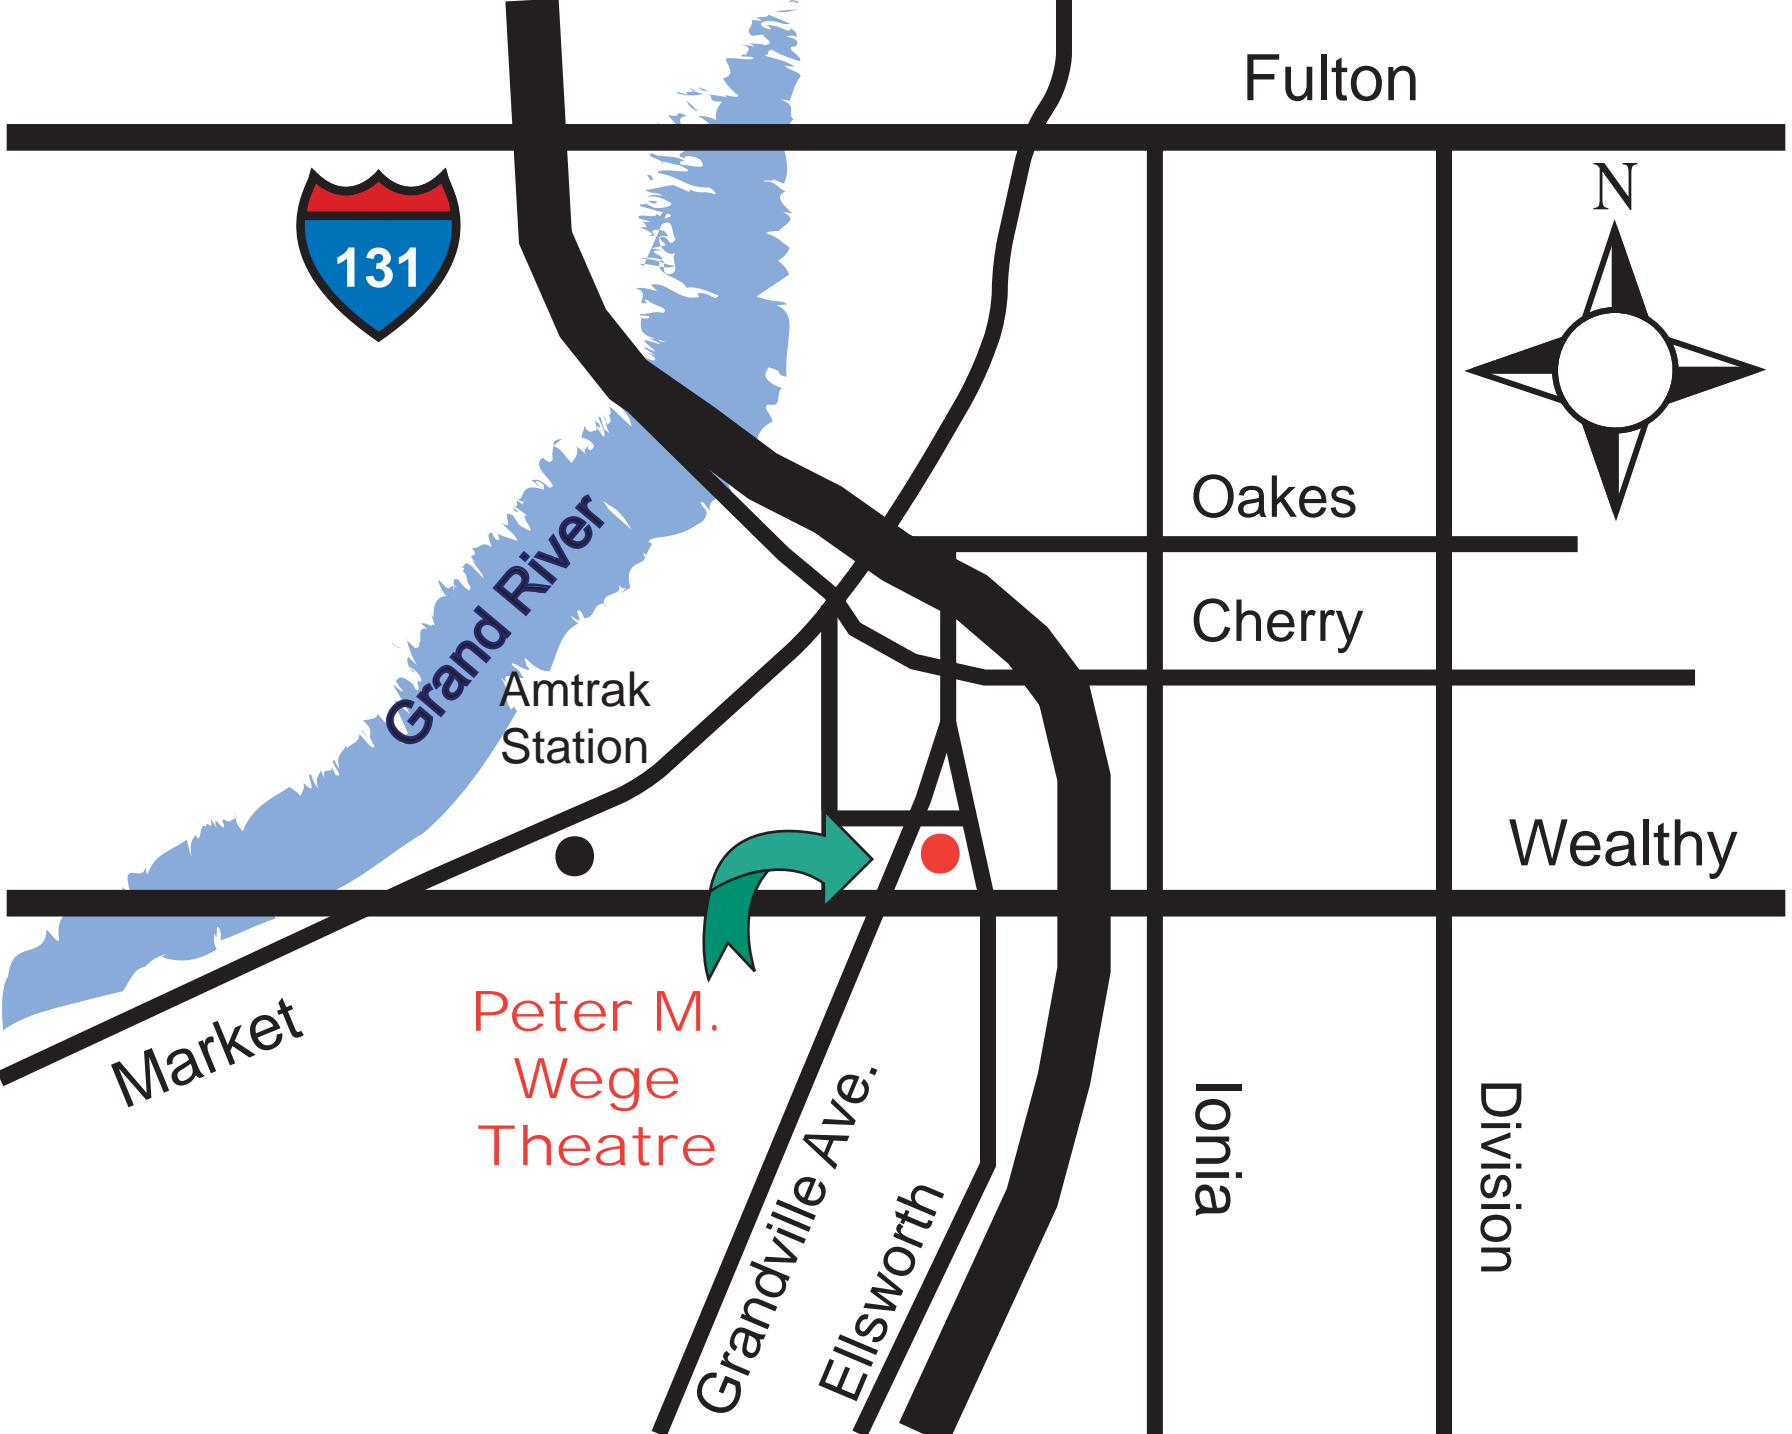 Fulton
N
131
Oakes
Grand River
Cherry
Amtrak
Station
Wealthy
Market
Peter M.
Wege
Theatre
Grandville Ave.
Ellsworth
Ionia
Division